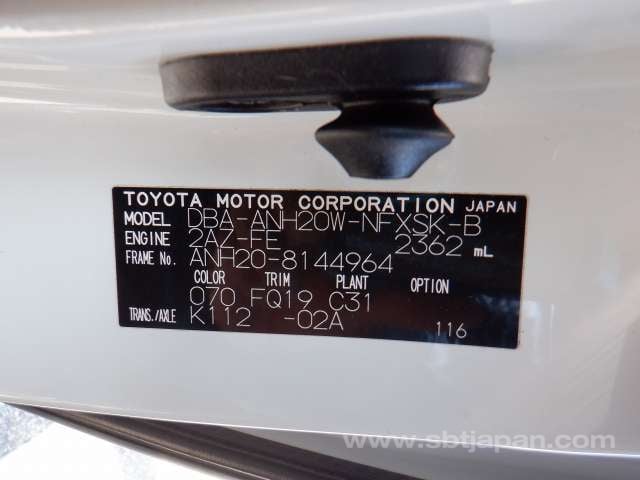 TOYOTA MOTOR CORPORATION JAPAN
MODEL DBA-ANH20W-NFXSK-B
ENGINE 2AZ-FE 2362 mL
FRAME No. ANH20-8144964
COLOR TRIM PLANT OPTION
070 FQ19 C31
TRANS./AXLE K112 -02A 116
www.sbtjapan.com